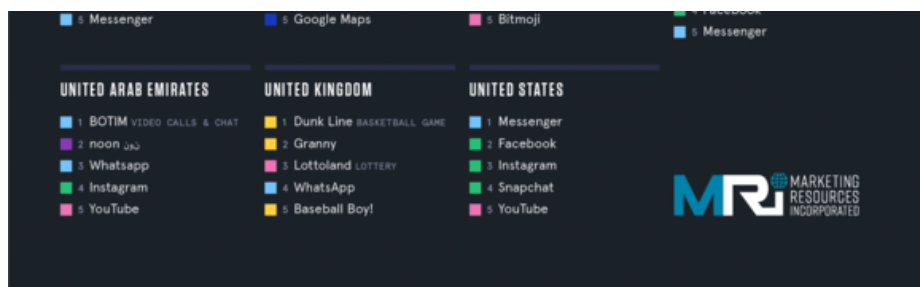 5 Messenger
5 Google Maps
5 Bitmoji
4 Facebook
5 Messenger
UNITED ARAB EMIRATES
1 BOTIM VIDEO CALLS & CHAT
2 noon نون
3 Whatsapp
4 Instagram
5 YouTube
UNITED KINGDOM
1 Dunk Line BASKETBALL GAME
2 Granny
3 Lottoland LOTTERY
4 WhatsApp
5 Baseball Boy!
UNITED STATES
1 Messenger
2 Facebook
3 Instagram
4 Snapchat
5 YouTube
MRi MARKETING
RESOURCES
INCORPORATED